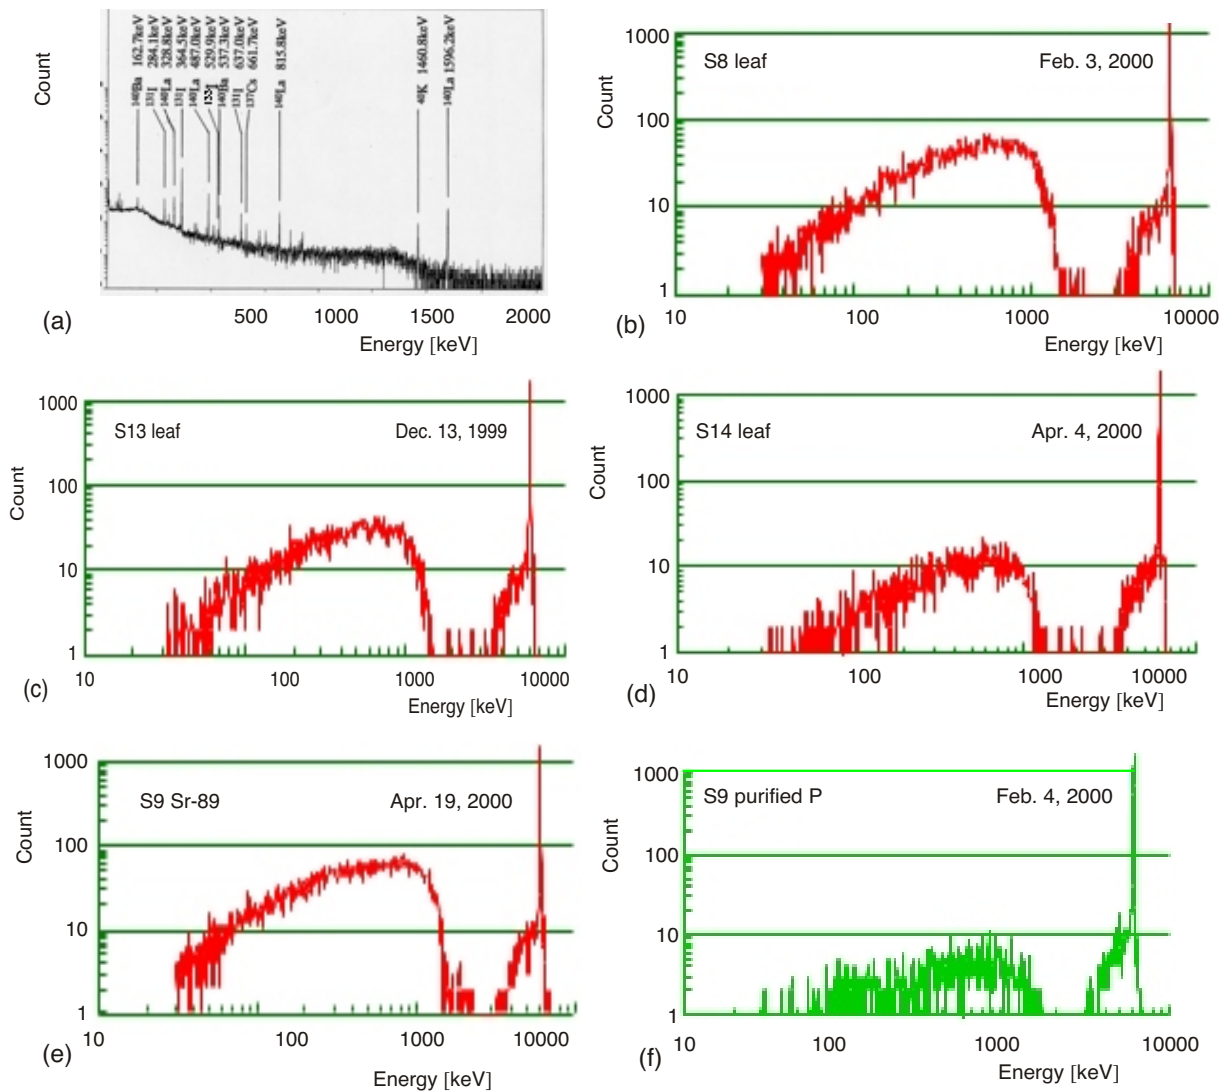 Count
¹⁴⁰Ba 162.7keV
¹³¹I 284.1keV
¹⁴⁰La 328.8keV
¹³¹I 364.5keV
¹⁴⁰La 487.0keV
I 529.9keV
¹⁴⁰Ba 537.3keV
¹³¹I 637.0keV
¹³⁷Cs 661.7keV
¹⁴⁰La 815.8keV
⁴⁰K 1460.8keV
¹⁴⁰La 1596.2keV
500 1000 1500 2000
Energy [keV]
(a)
Count
1000
100
10
1
S8 leaf Feb. 3, 2000
10 100 1000 10000
Energy [keV]
(b)
Count
1000
100
10
1
S13 leaf Dec. 13, 1999
10 100 1000 10000
Energy [keV]
(c)
Count
1000
100
10
1
S14 leaf Apr. 4, 2000
10 100 1000 10000
Energy [keV]
(d)
Count
1000
100
10
1
S9 Sr-89 Apr. 19, 2000
10 100 1000 10000
Energy [keV]
(e)
Count
1000
100
10
1
S9 purified P Feb. 4, 2000
10 100 1000 10000
Energy [keV]
(f)